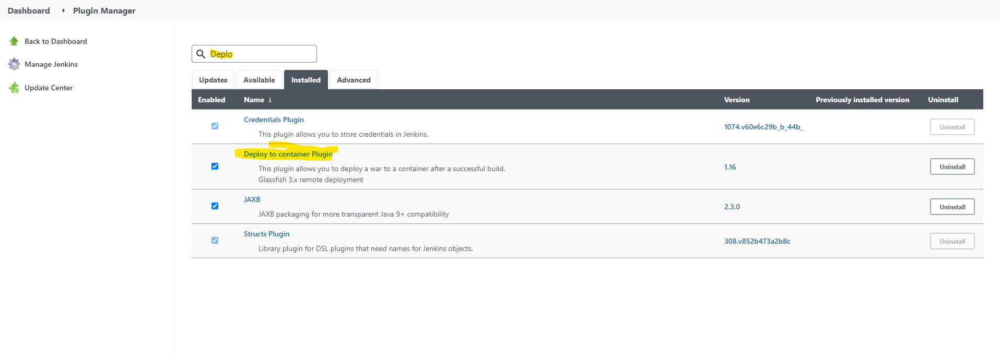 Dashboard Plugin Manager
Back to Dashboard
Manage Jenkins
Update Center
Deplo
Updates Available Installed Advanced
Enabled Name ↓ Version Previously installed version Uninstall
Credentials Plugin
This plugin allows you to store credentials in Jenkins.
1074.v60e6c29b_b_44b_
Uninstall
Deploy to container Plugin
This plugin allows you to deploy a war to a container after a successful build.
Glassfish 3.x remote deployment
1.16
Uninstall
JAXB
JAXB packaging for more transparent Java 9+ compatibility
2.3.0
Uninstall
Structs Plugin
Library plugin for DSL plugins that need names for Jenkins objects.
308.v852b473a2b8c
Uninstall